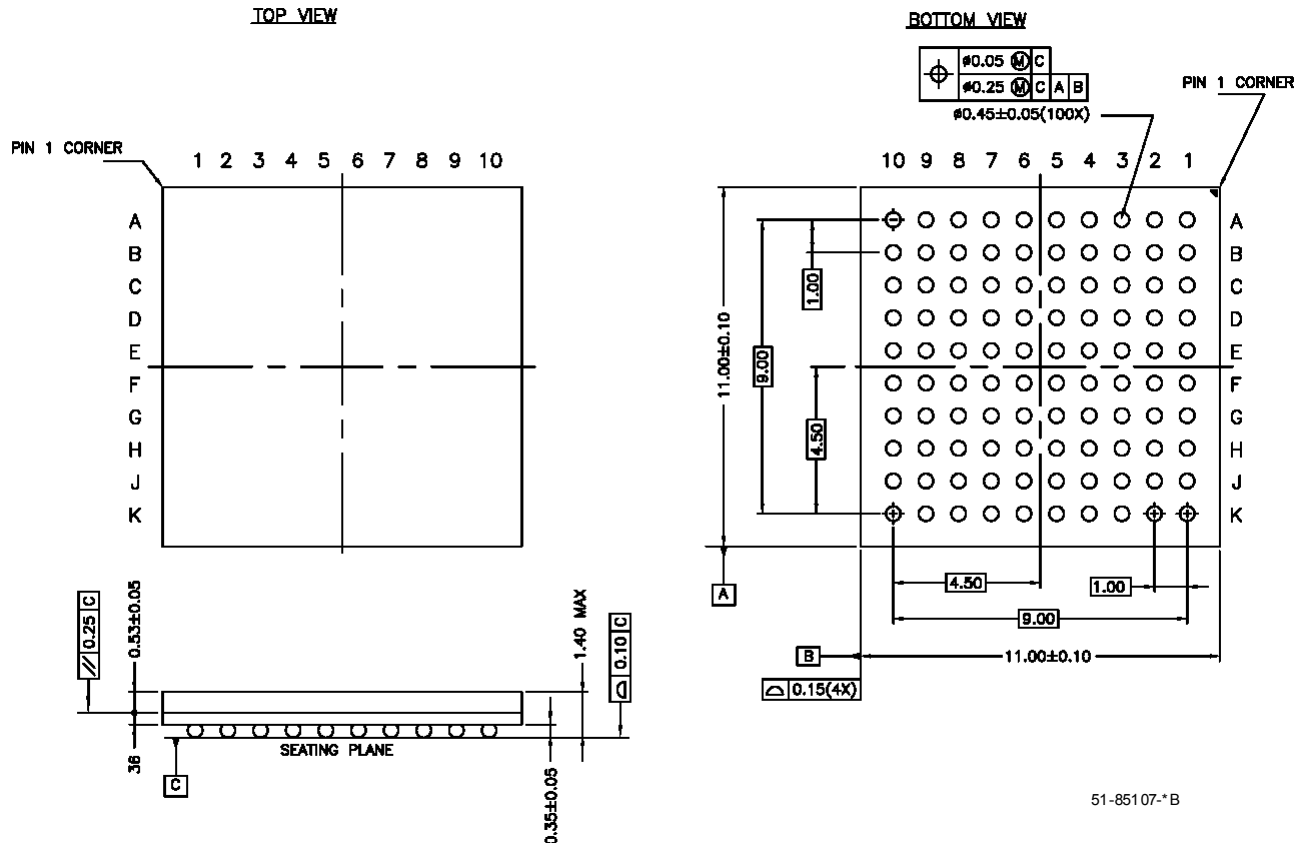 TOP VIEW
PIN 1 CORNER
1 2 3 4 5 6 7 8 9 10
A
B
C
D
E
F
G
H
J
K
// 0.25 C
0.53±0.05
36
C
SEATING PLANE
0.35±0.05
1.40 MAX
0.10 C
BOTTOM VIEW
ø0.05 Ⓜ C
ø0.25 Ⓜ C A B
ø0.45±0.05(100X)
PIN 1 CORNER
10 9 8 7 6 5 4 3 2 1
A
B
C
D
E
F
G
H
J
K
11.00±0.10
9.00
1.00
4.50
A
4.50
1.00
9.00
B
11.00±0.10
0.15(4X)
51-85107-*B